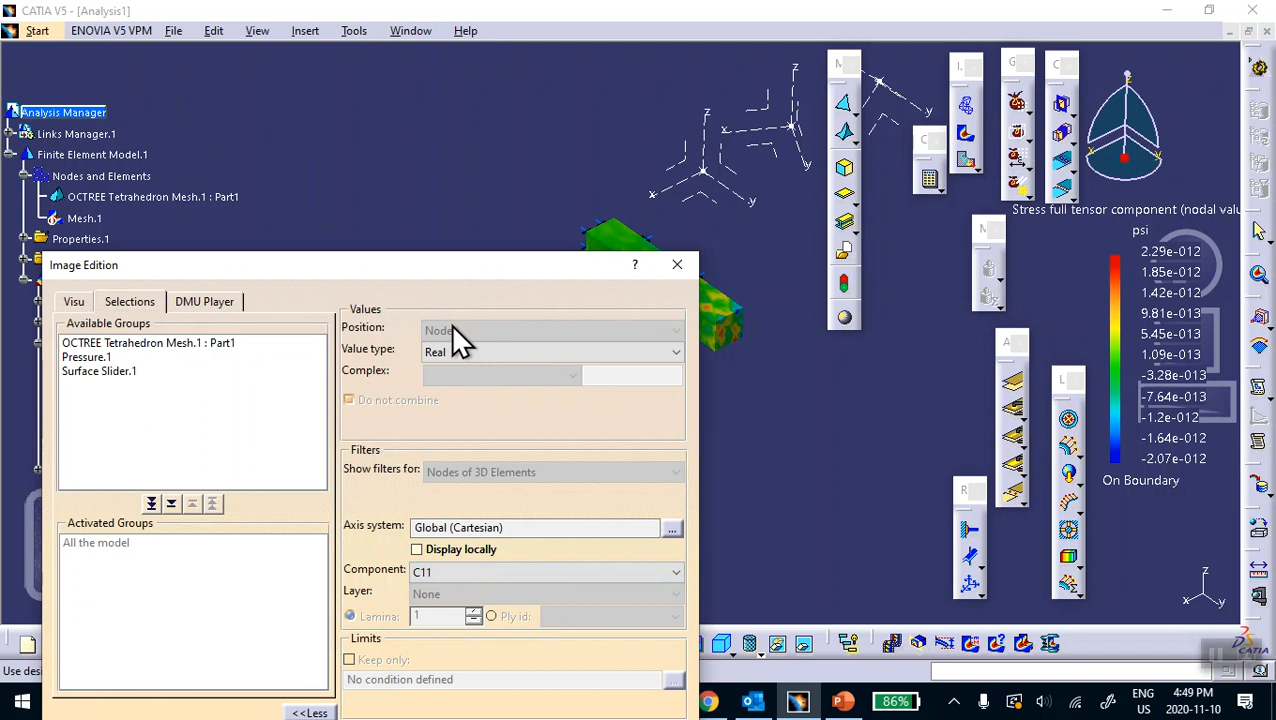 CATIA V5 - [Analysis1]
Start ENOVIA V5 VPM File Edit View Insert Tools Window Help
Analysis Manager
Links Manager.1
Finite Element Model.1
Nodes and Elements
OCTREE Tetrahedron Mesh.1 : Part1
Mesh.1
Properties.1
z
z
y
x
y
y
M
I.
G
C
C
M
A
L
R
x
y
Stress full tensor component (nodal valu
psi
2.29e-012
1.85e-012
1.42e-012
9.81e-013
5.45e-013
1.09e-013
-3.28e-013
-7.64e-013
-1.2e-012
-1.64e-012
-2.07e-012
On Boundary
z
x
y
Image Edition
?
Visu Selections DMU Player
Available Groups
OCTREE Tetrahedron Mesh.1 : Part1
Pressure.1
Surface Slider.1
Activated Groups
All the model
Values
Position: Node
Value type: Real
Complex:
Do not combine
Filters
Show filters for: Nodes of 3D Elements
Axis system: Global (Cartesian) ...
Display locally
Component: C11
Layer: None
Lamina: 1 Ply id:
Limits
Keep only:
No condition defined ...
<<Less
Use des
86%
ENG
US
4:49 PM
2020-11-10